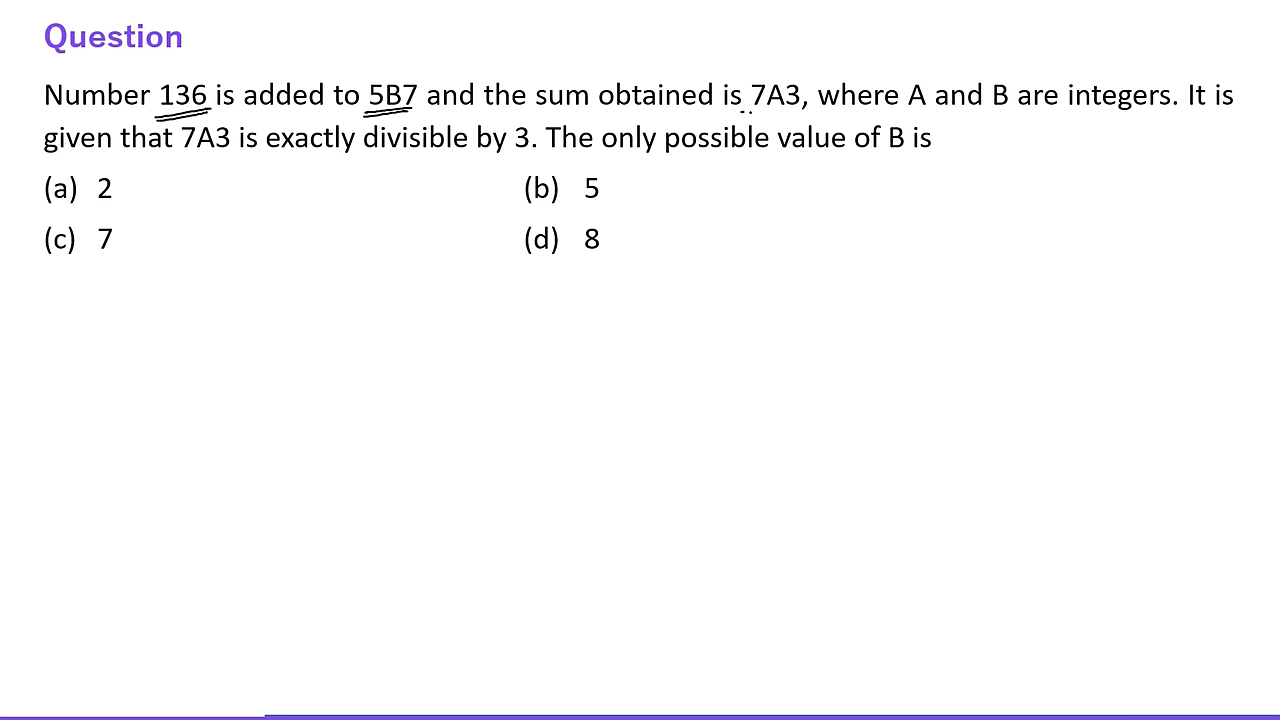 Question
Number 136 is added to 5B7 and the sum obtained is 7A3, where A and B are integers. It is
given that 7A3 is exactly divisible by 3. The only possible value of B is
(a) 2 (b) 5
(c) 7 (d) 8